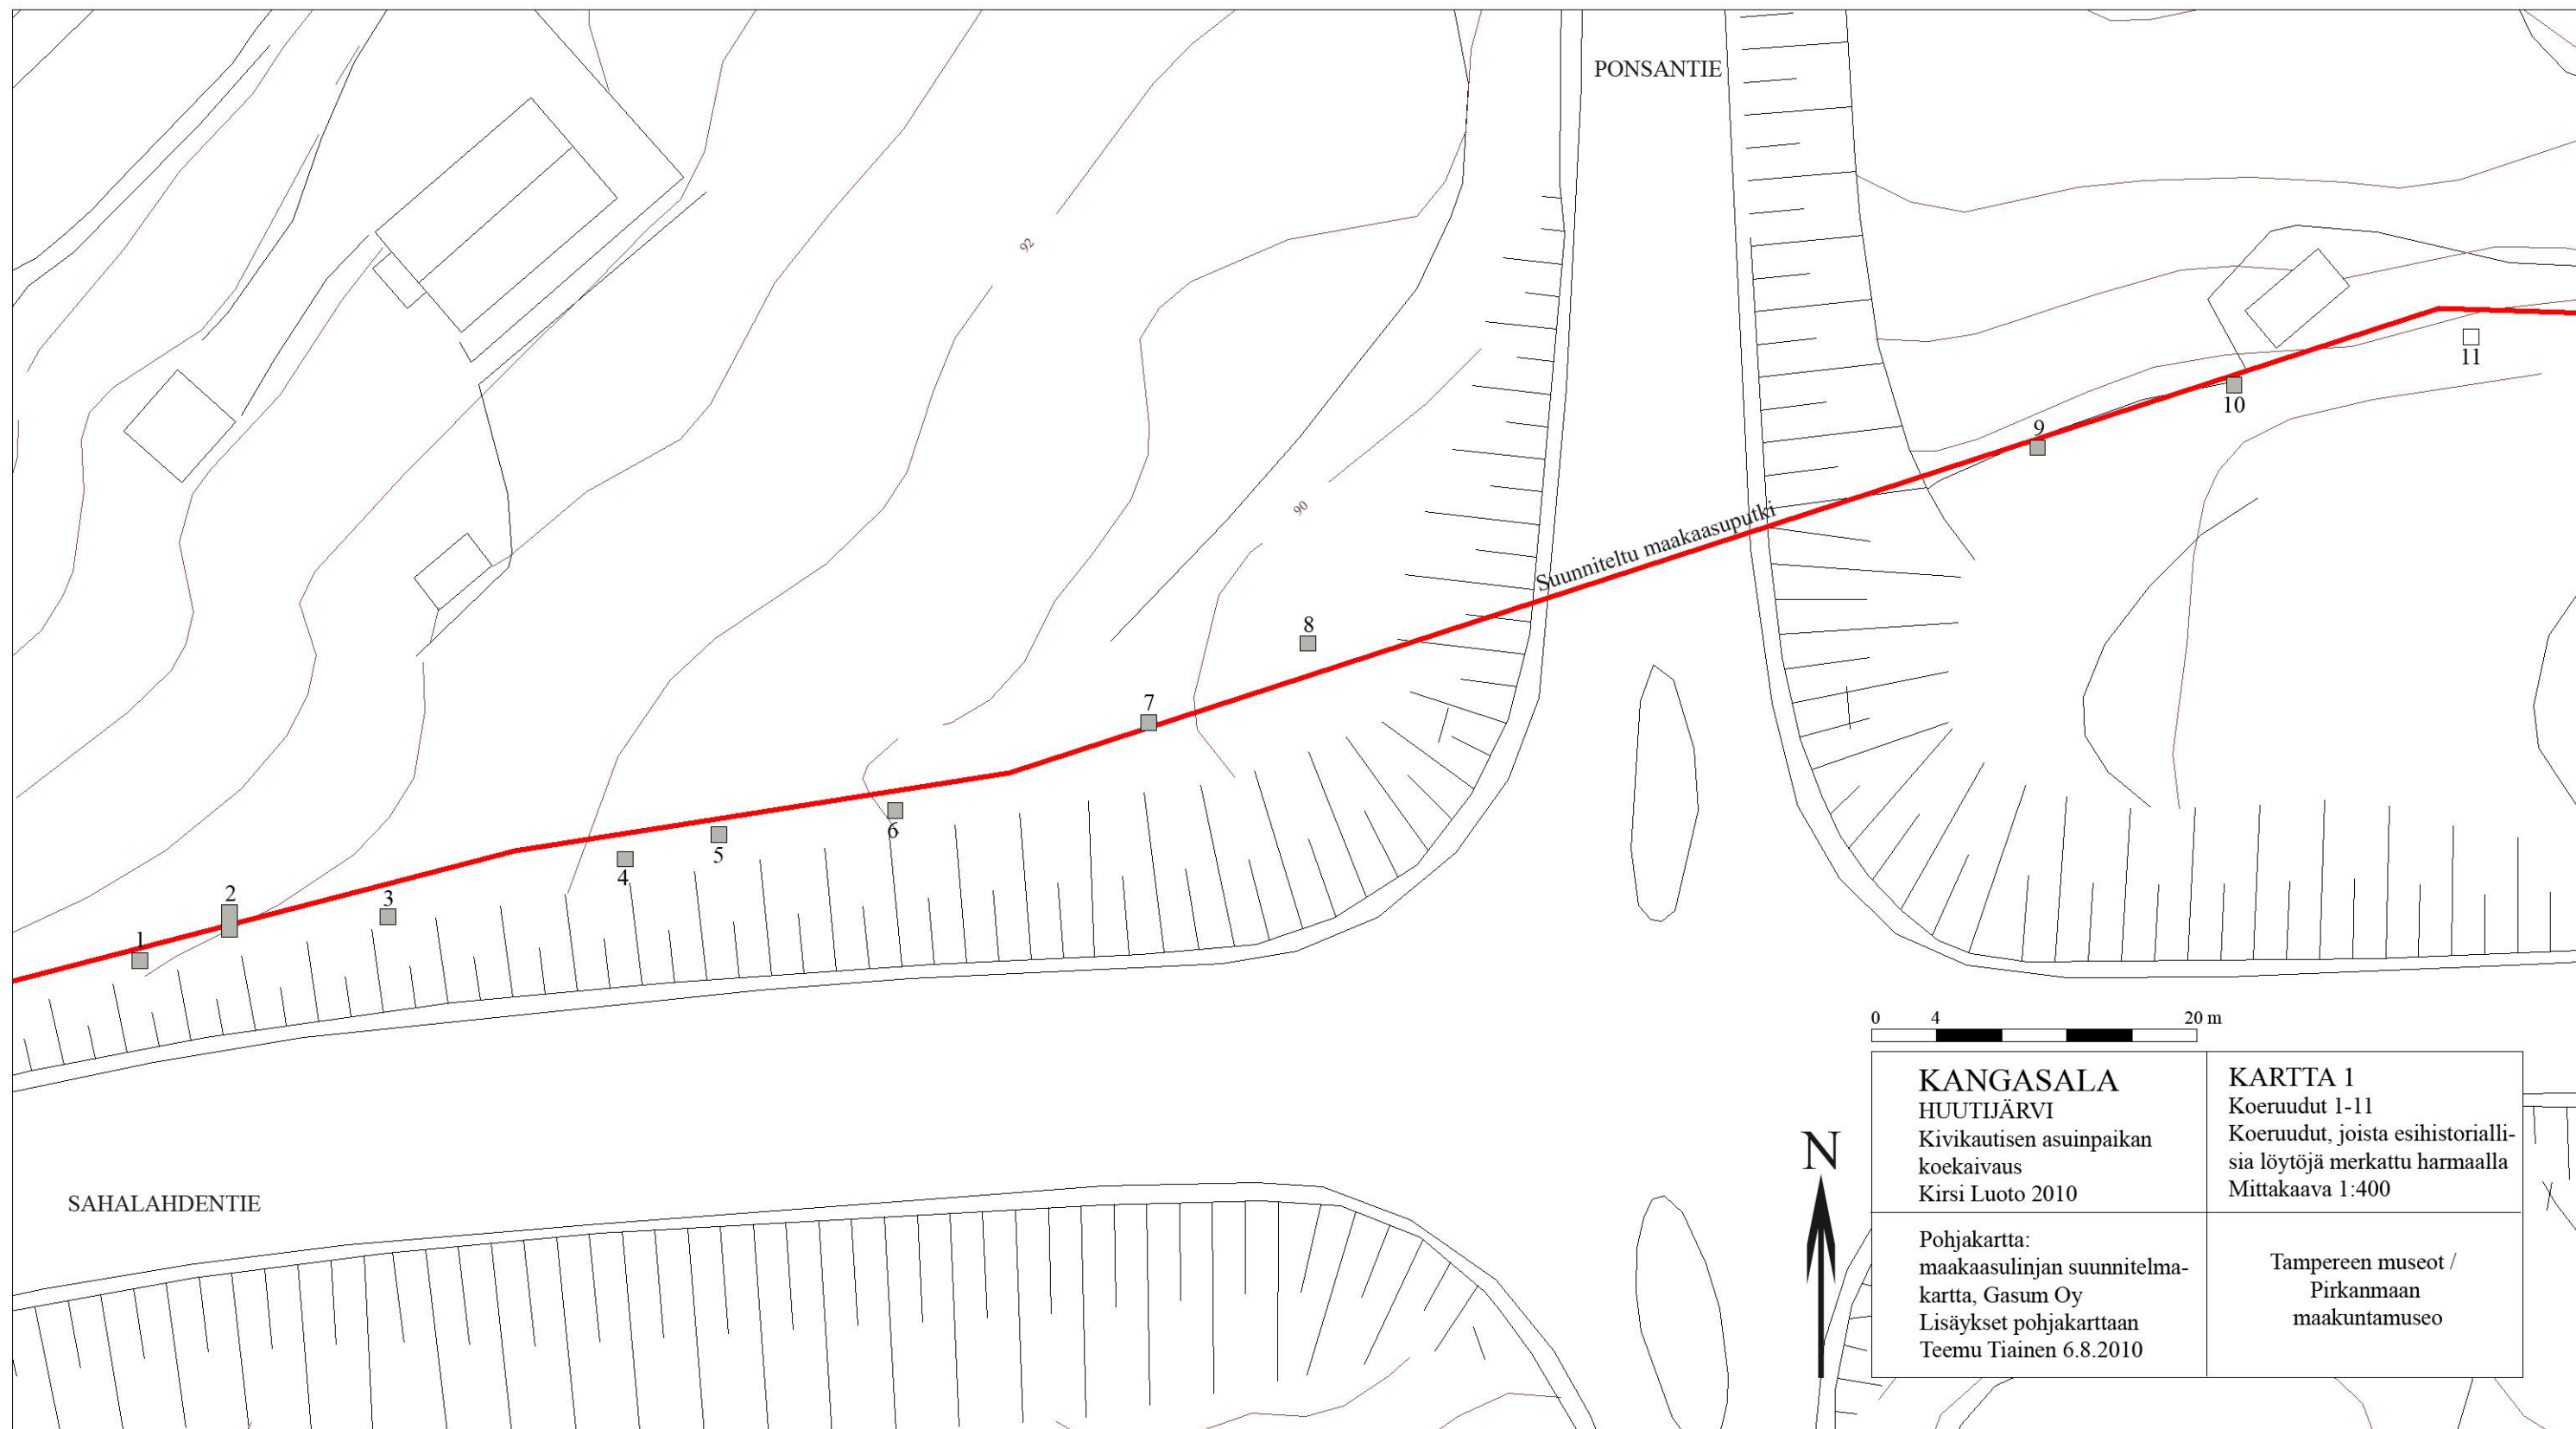 PONSANTIE
92
11
10
9
90
Suunniteltu maakaasuputki
8
7
6
5
4
3
2
1
SAHALAHDENTIE
0 4 20 m
N
KANGASALA
HUUTIJÄRVI
Kivikautisen asuinpaikan
koekaivaus
Kirsi Luoto 2010
KARTTA 1
Koeruudut 1-11
Koeruudut, joista esihistorialli-
sia löytöjä merkattu harmaalla
Mittakaava 1:400
Pohjakartta:
maakaasulinjan suunnitelma-
kartta, Gasum Oy
Lisäykset pohjakarttaan
Teemu Tiainen 6.8.2010
Tampereen museot /
Pirkanmaan
maakuntamuseo